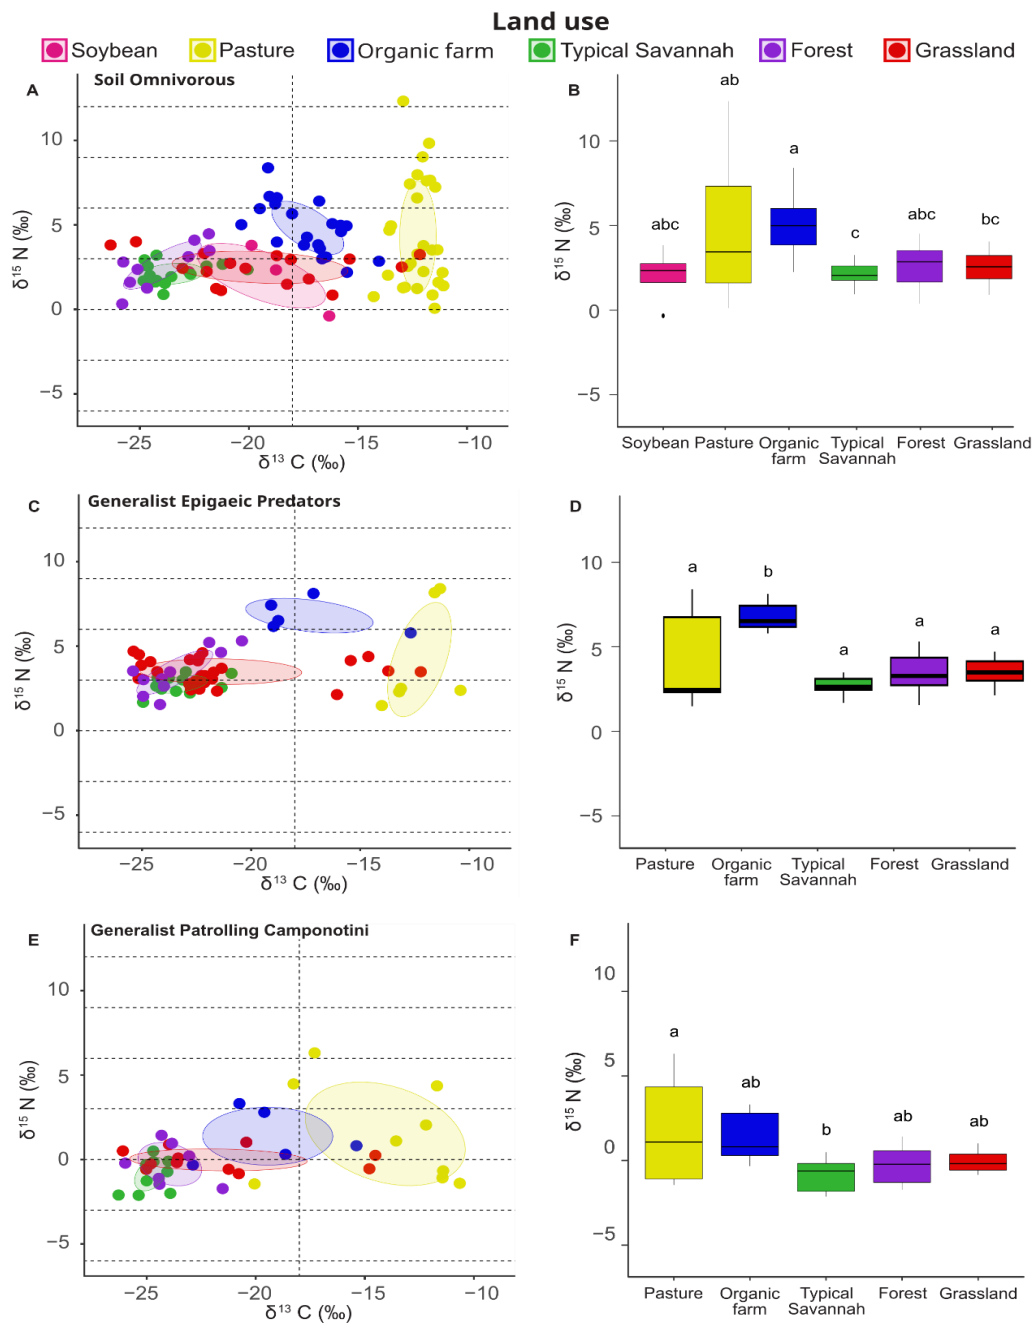 Land use
Soybean Pasture Organic farm Typical Savannah Forest Grassland
A Soil Omnivorous
10
5
0
−5
δ¹⁵ N (‰)
−25 −20 −15 −10
δ¹³ C (‰)
B
10
5
0
−5
δ¹⁵ N (‰)
abc ab a c abc bc
Soybean Pasture Organic Typical Forest Grassland
farm Savannah
C Generalist Epigaeic Predators
10
5
0
−5
δ¹⁵ N (‰)
−25 −20 −15 −10
δ¹³ C (‰)
D
10
5
0
−5
δ¹⁵ N (‰)
a b a a a
Pasture Organic Typical Forest Grassland
farm Savannah
E Generalist Patrolling Camponotini
10
5
0
−5
δ¹⁵ N (‰)
−25 −20 −15 −10
δ¹³ C (‰)
F
10
5
0
−5
δ¹⁵ N (‰)
a ab b ab ab
Pasture Organic Typical Forest Grassland
farm Savannah